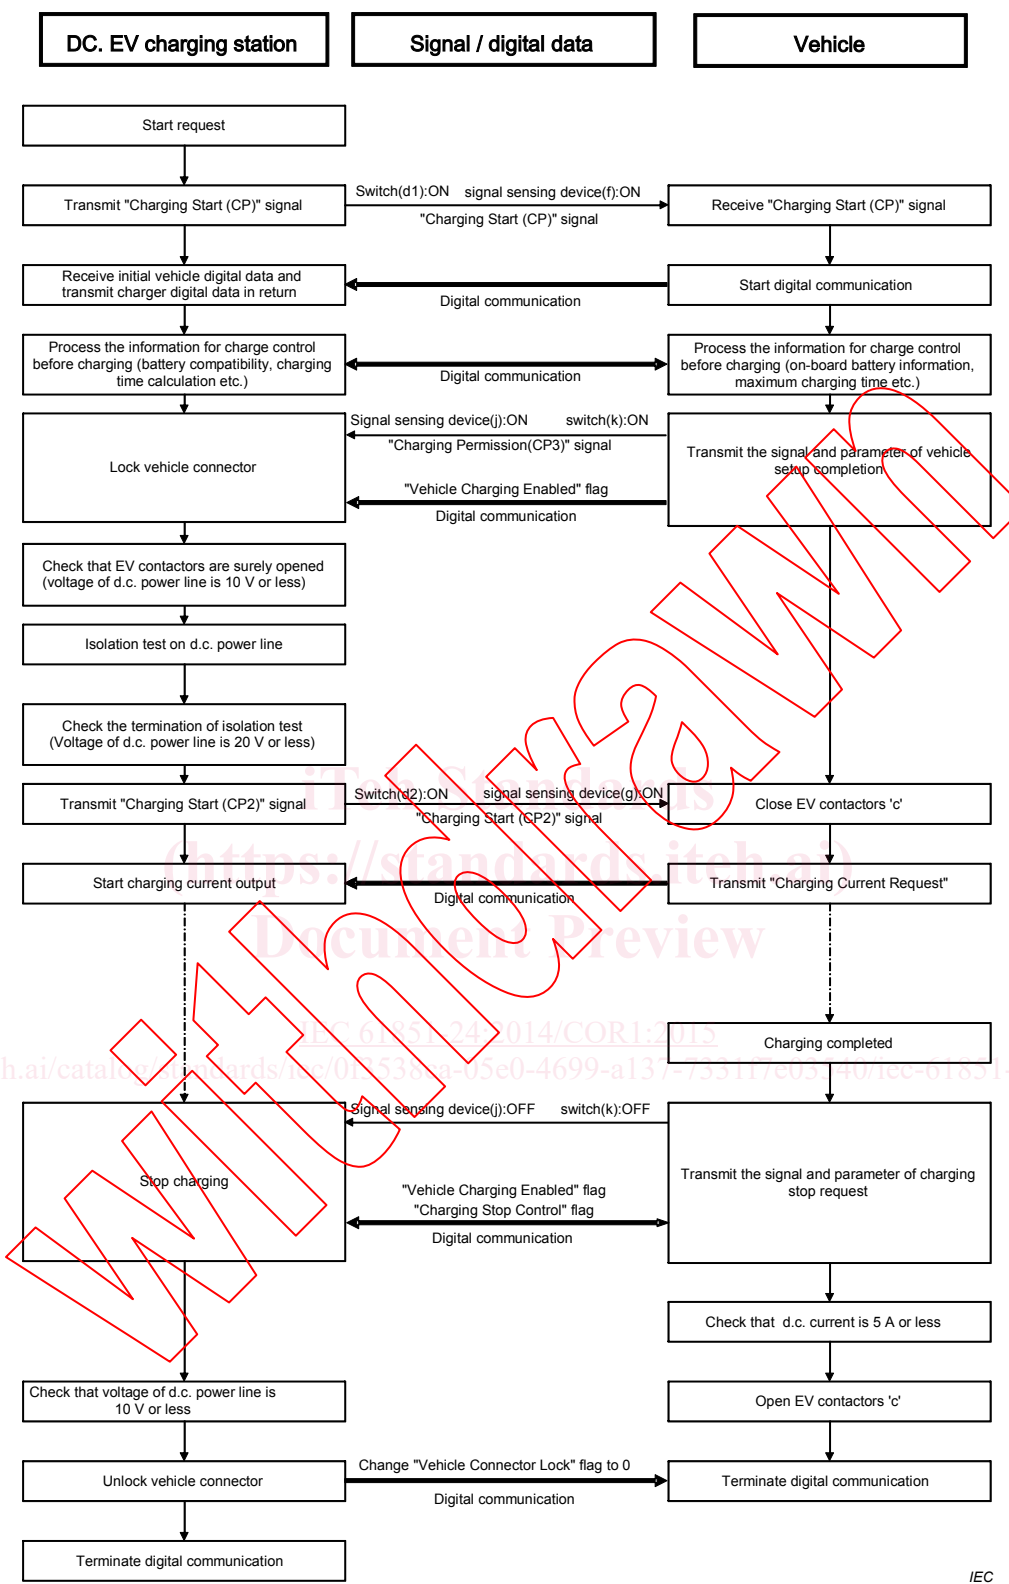 DC. EV charging station
Signal / digital data
Vehicle
Start request
Transmit "Charging Start (CP)" signal
Switch(d1):ON signal sensing device(f):ON
"Charging Start (CP)" signal
Receive "Charging Start (CP)" signal
Receive initial vehicle digital data and
transmit charger digital data in return
Digital communication
Start digital communication
Process the information for charge control
before charging (battery compatibility, charging
time calculation etc.)
Digital communication
Process the information for charge control
before charging (on-board battery information,
maximum charging time etc.)
Lock vehicle connector
Signal sensing device(j):ON switch(k):ON
"Charging Permission(CP3)" signal
"Vehicle Charging Enabled" flag
Digital communication
Transmit the signal and parameter of vehicle
setup completion
Check that EV contactors are surely opened
(voltage of d.c. power line is 10 V or less)
Isolation test on d.c. power line
Check the termination of isolation test
(Voltage of d.c. power line is 20 V or less)
Transmit "Charging Start (CP2)" signal
Switch(d2):ON signal sensing device(g):ON
"Charging Start (CP2)" signal
Close EV contactors 'c'
Start charging current output
Digital communication
Transmit "Charging Current Request"
iTeh Standards
(https://standards.iteh.ai)
Document Preview
IEC 61851-24:2014/COR1:2015
Charging completed
Stop charging
Signal sensing device(j):OFF switch(k):OFF
"Vehicle Charging Enabled" flag
"Charging Stop Control" flag
Digital communication
Transmit the signal and parameter of charging
stop request
Check that d.c. current is 5 A or less
Check that voltage of d.c. power line is
10 V or less
Open EV contactors 'c'
Unlock vehicle connector
Change "Vehicle Connector Lock" flag to 0
Digital communication
Terminate digital communication
Terminate digital communication
IEC
withdrawn